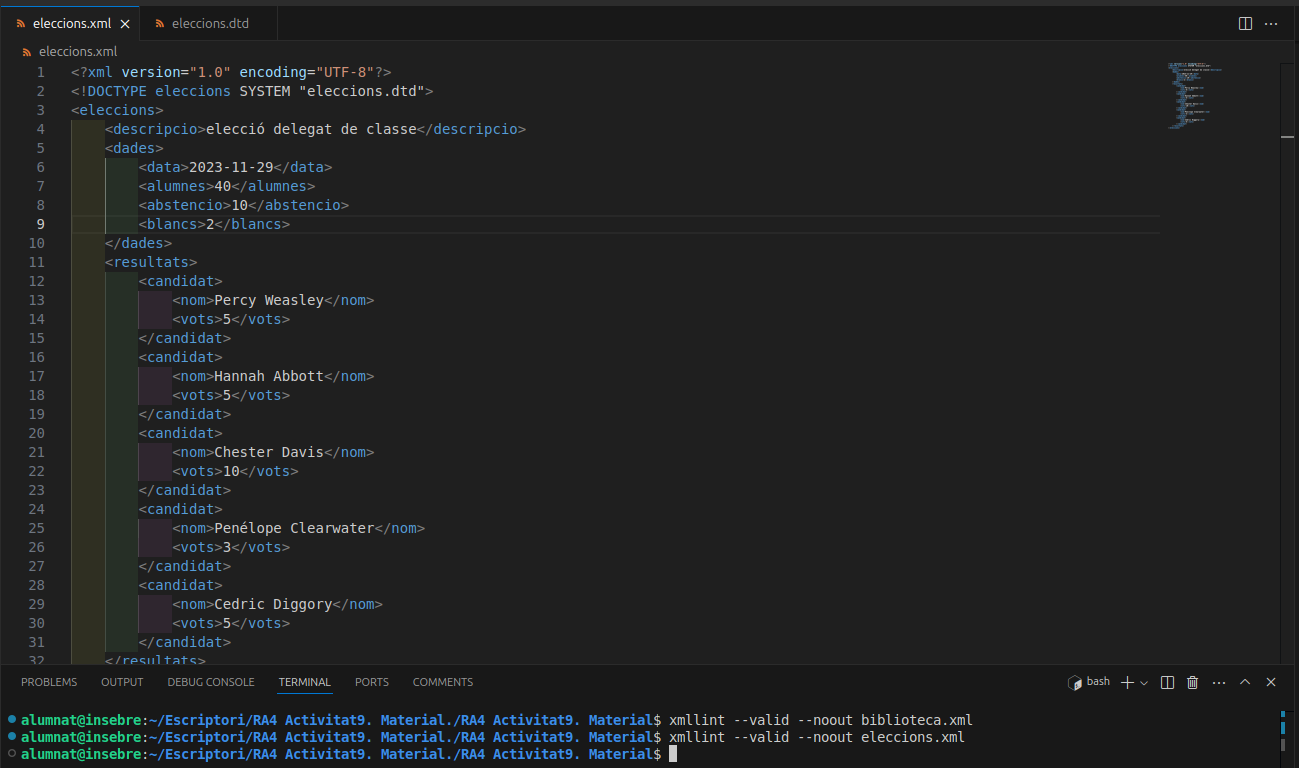 eleccions.xml
eleccions.dtd
eleccions.xml
1 <?xml version="1.0" encoding="UTF-8"?>
2 <!DOCTYPE eleccions SYSTEM "eleccions.dtd">
3 <eleccions>
4 <descripcio>elecció delegat de classe</descripcio>
5 <dades>
6 <data>2023-11-29</data>
7 <alumnes>40</alumnes>
8 <abstencio>10</abstencio>
9 <blancs>2</blancs>
10 </dades>
11 <resultats>
12 <candidat>
13 <nom>Percy Weasley</nom>
14 <vots>5</vots>
15 </candidat>
16 <candidat>
17 <nom>Hannah Abbott</nom>
18 <vots>5</vots>
19 </candidat>
20 <candidat>
21 <nom>Chester Davis</nom>
22 <vots>10</vots>
23 </candidat>
24 <candidat>
25 <nom>Penélope Clearwater</nom>
26 <vots>3</vots>
27 </candidat>
28 <candidat>
29 <nom>Cedric Diggory</nom>
30 <vots>5</vots>
31 </candidat>
32 </resultats>
PROBLEMS OUTPUT DEBUG CONSOLE TERMINAL PORTS COMMENTS bash
alumnat@insebre:~/Escriptori/RA4 Activitat9. Material./RA4 Activitat9. Material$ xmllint --valid --noout biblioteca.xml
alumnat@insebre:~/Escriptori/RA4 Activitat9. Material./RA4 Activitat9. Material$ xmllint --valid --noout eleccions.xml
alumnat@insebre:~/Escriptori/RA4 Activitat9. Material./RA4 Activitat9. Material$